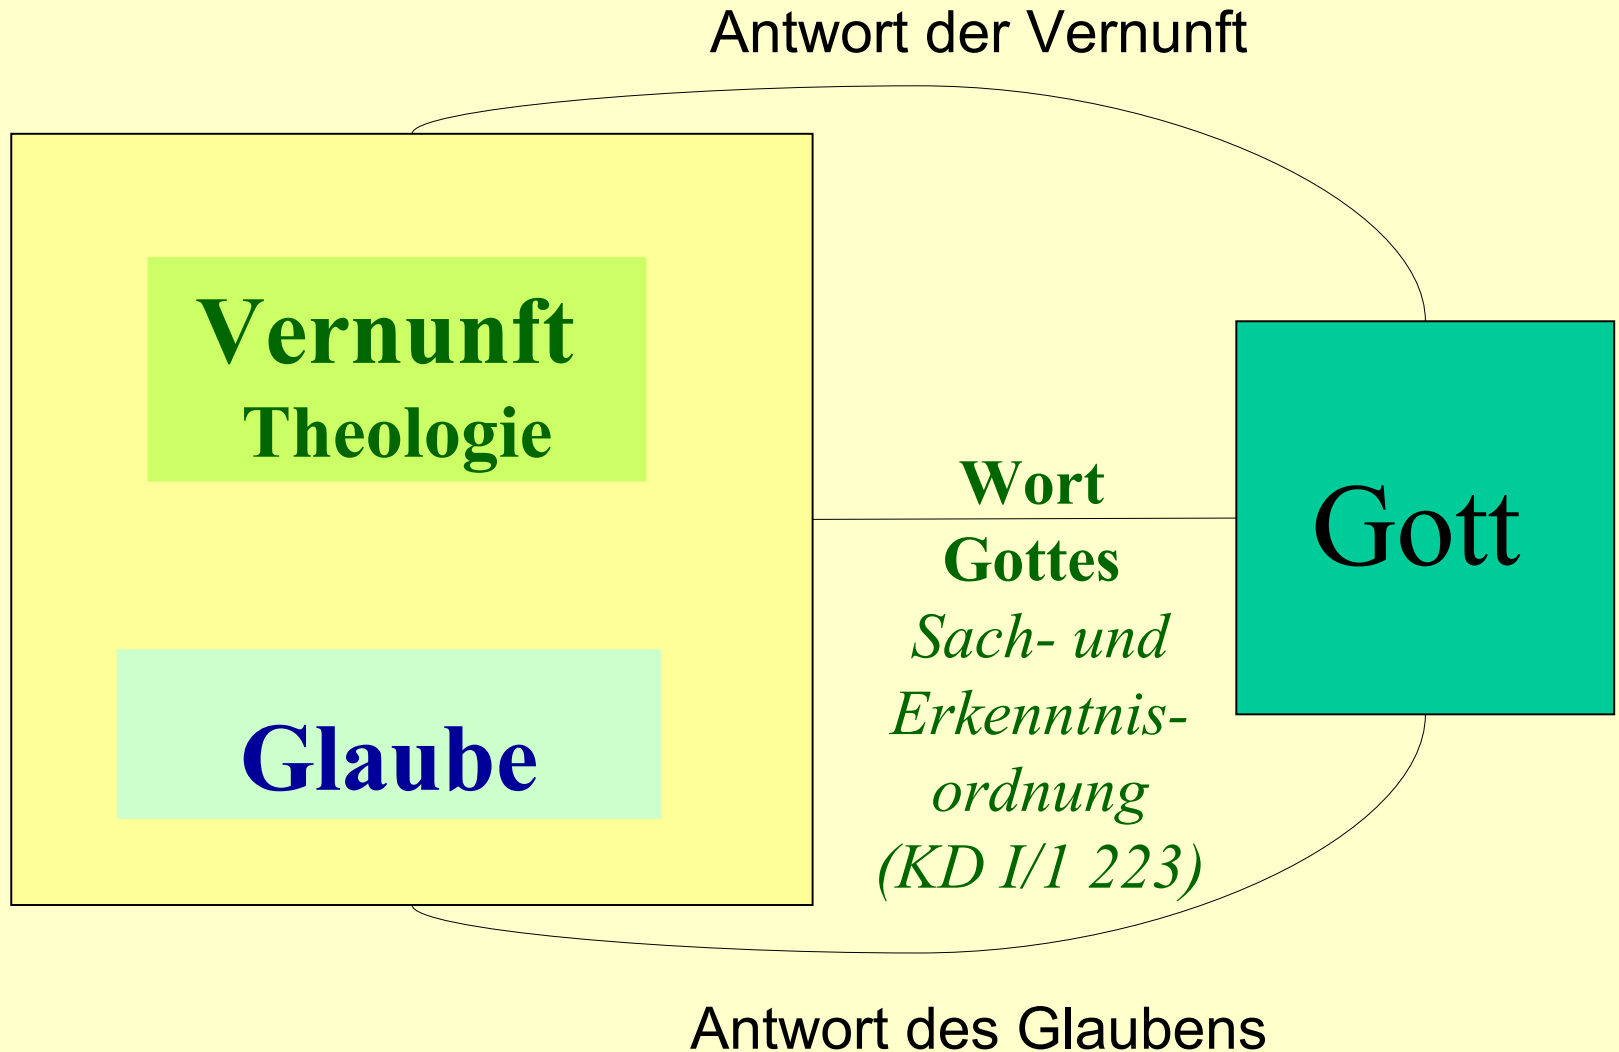 Antwort der Vernunft
Vernunft
Theologie
Wort
Gottes
Sach- und
Erkenntnis-
ordnung
(KD I/1 223)
Gott
Glaube
Antwort des Glaubens